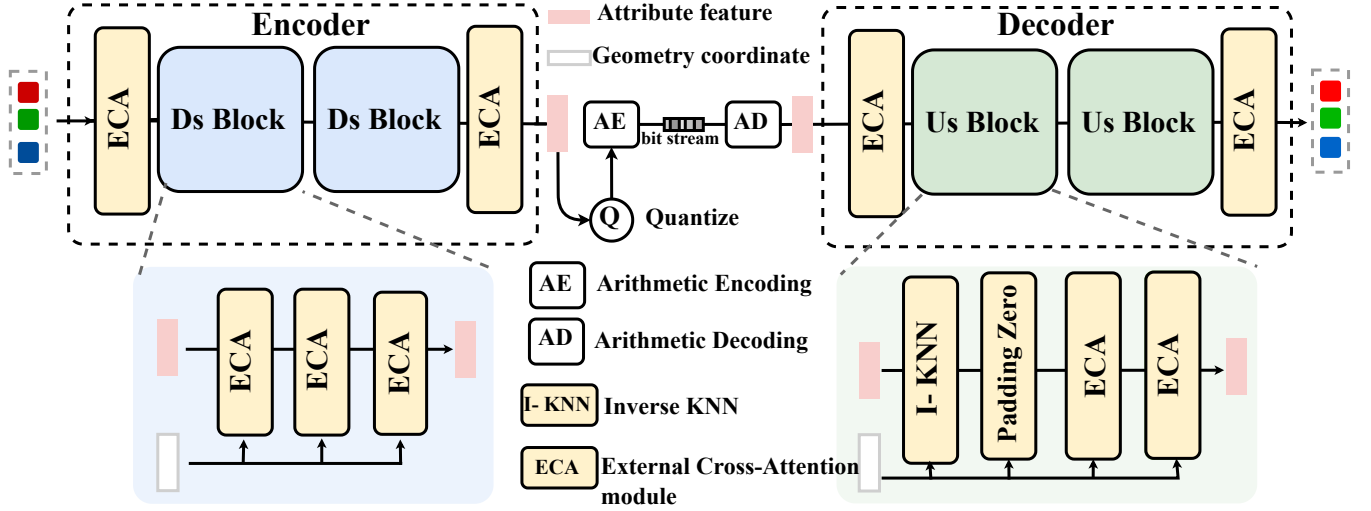 Encoder
ECA
Ds Block
Ds Block
ECA
Attribute feature
Geometry coordinate
AE
bit stream
AD
Q
Quantize
Decoder
ECA
Us Block
Us Block
ECA
ECA
ECA
ECA
AE
Arithmetic Encoding
AD
Arithmetic Decoding
I- KNN
Inverse KNN
ECA
External Cross-Attention
module
I- KNN
Padding Zero
ECA
ECA